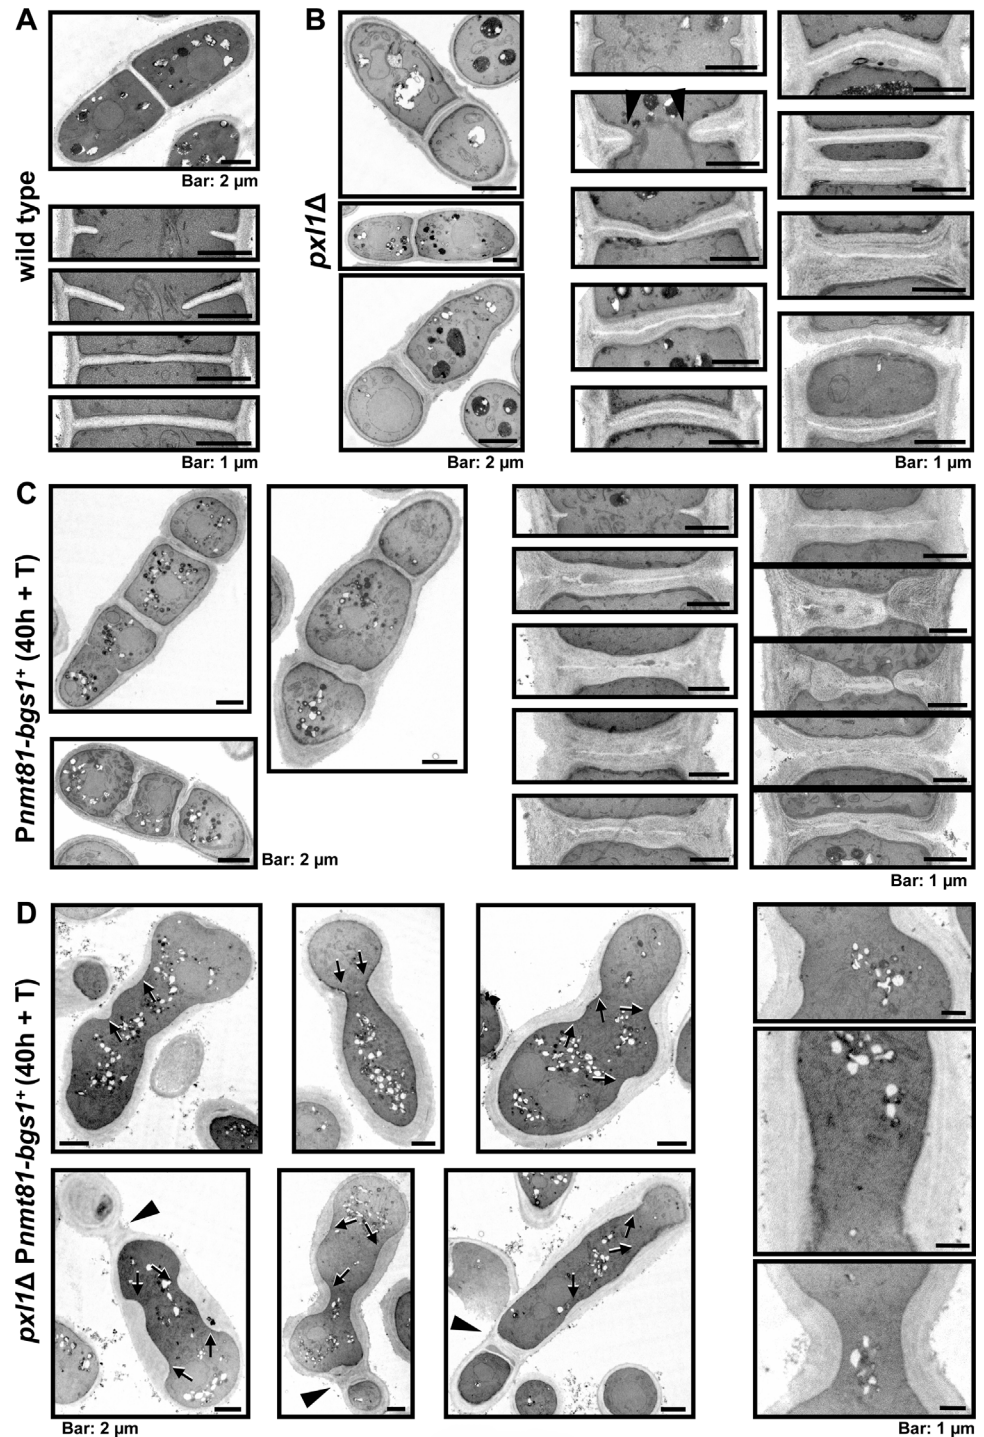 A
B
wild type
Bar: 2 µm
Bar: 1 µm
pxl1Δ
Bar: 2 µm
Bar: 1 µm
C
Pnmt81-bgs1⁺ (40h + T)
Bar: 2 µm
Bar: 1 µm
D
pxl1Δ Pnmt81-bgs1⁺ (40h + T)
Bar: 2 µm
Bar: 1 µm